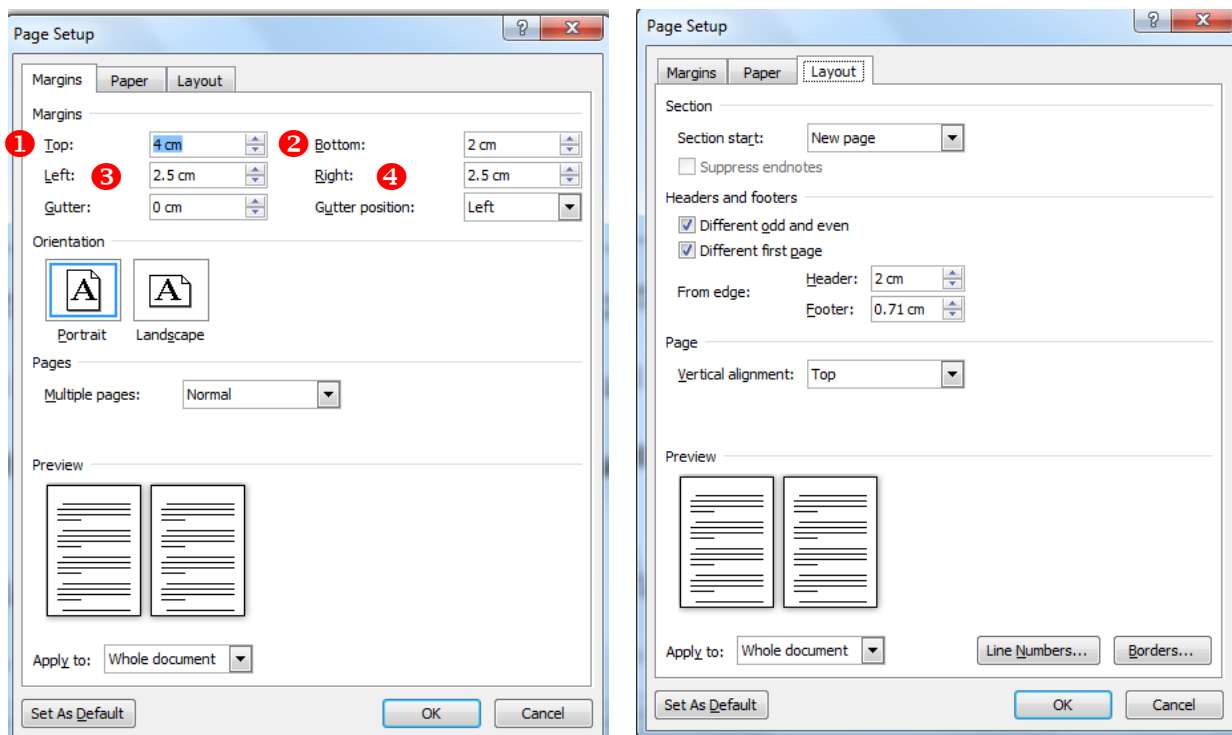 Page Setup
? X
Margins Paper Layout
Margins
1 Top: 4 cm 2 Bottom: 2 cm
Left: 3 2.5 cm Right: 4 2.5 cm
Gutter: 0 cm Gutter position: Left
Orientation
A A
Portrait Landscape
Pages
Multiple pages: Normal
Preview
Apply to: Whole document
Set As Default OK Cancel
Page Setup
? X
Margins Paper Layout
Section
Section start: New page
Suppress endnotes
Headers and footers
Different odd and even
Different first page
From edge: Header: 2 cm
Footer: 0.71 cm
Page
Vertical alignment: Top
Preview
Apply to: Whole document Line Numbers... Borders...
Set As Default OK Cancel